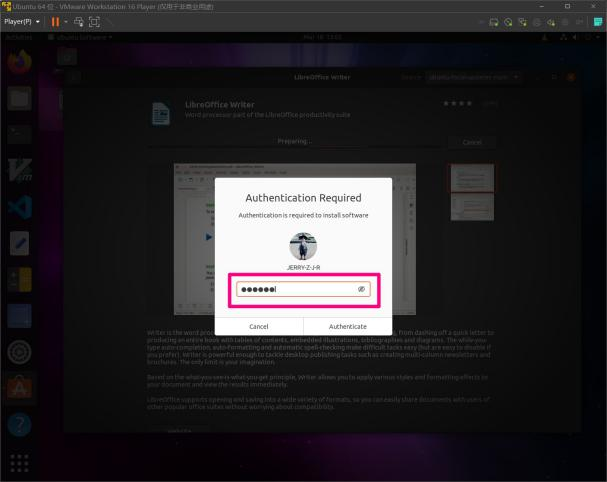 Ubuntu 64 位 - VMware Workstation 16 Player (仅用于非商业用途)
Player(P)
Activities
Ubuntu Software
Mar 18 13:02
LibreOffice Writer
Source
ubuntu-focal-updates-main
LibreOffice Writer
Word processor part of the LibreOffice productivity suite
Preparing...
Cancel
Authentication Required
Authentication is required to install software
JERRY-Z-J-R
●●●●●●
Cancel
Authenticate
Writer is the word proc
, from dashing off a quick letter to
producing an entire book with tables of contents, embedded illustrations, bibliographies and diagrams. The while-you-
type auto-completion, auto-formatting and automatic spell-checking make difficult tasks easy (but are easy to disable if
you prefer). Writer is powerful enough to tackle desktop publishing tasks such as creating multi-column newsletters and
brochures. The only limit is your imagination.
Based on the what-you-see-is-what-you-get principle, Writer allows you to apply various styles and formatting effects to
your document and view the results immediately.
LibreOffice supports opening and saving into a wide variety of formats, so you can easily share documents with users of
other popular office suites without worrying about compatibility.
Website